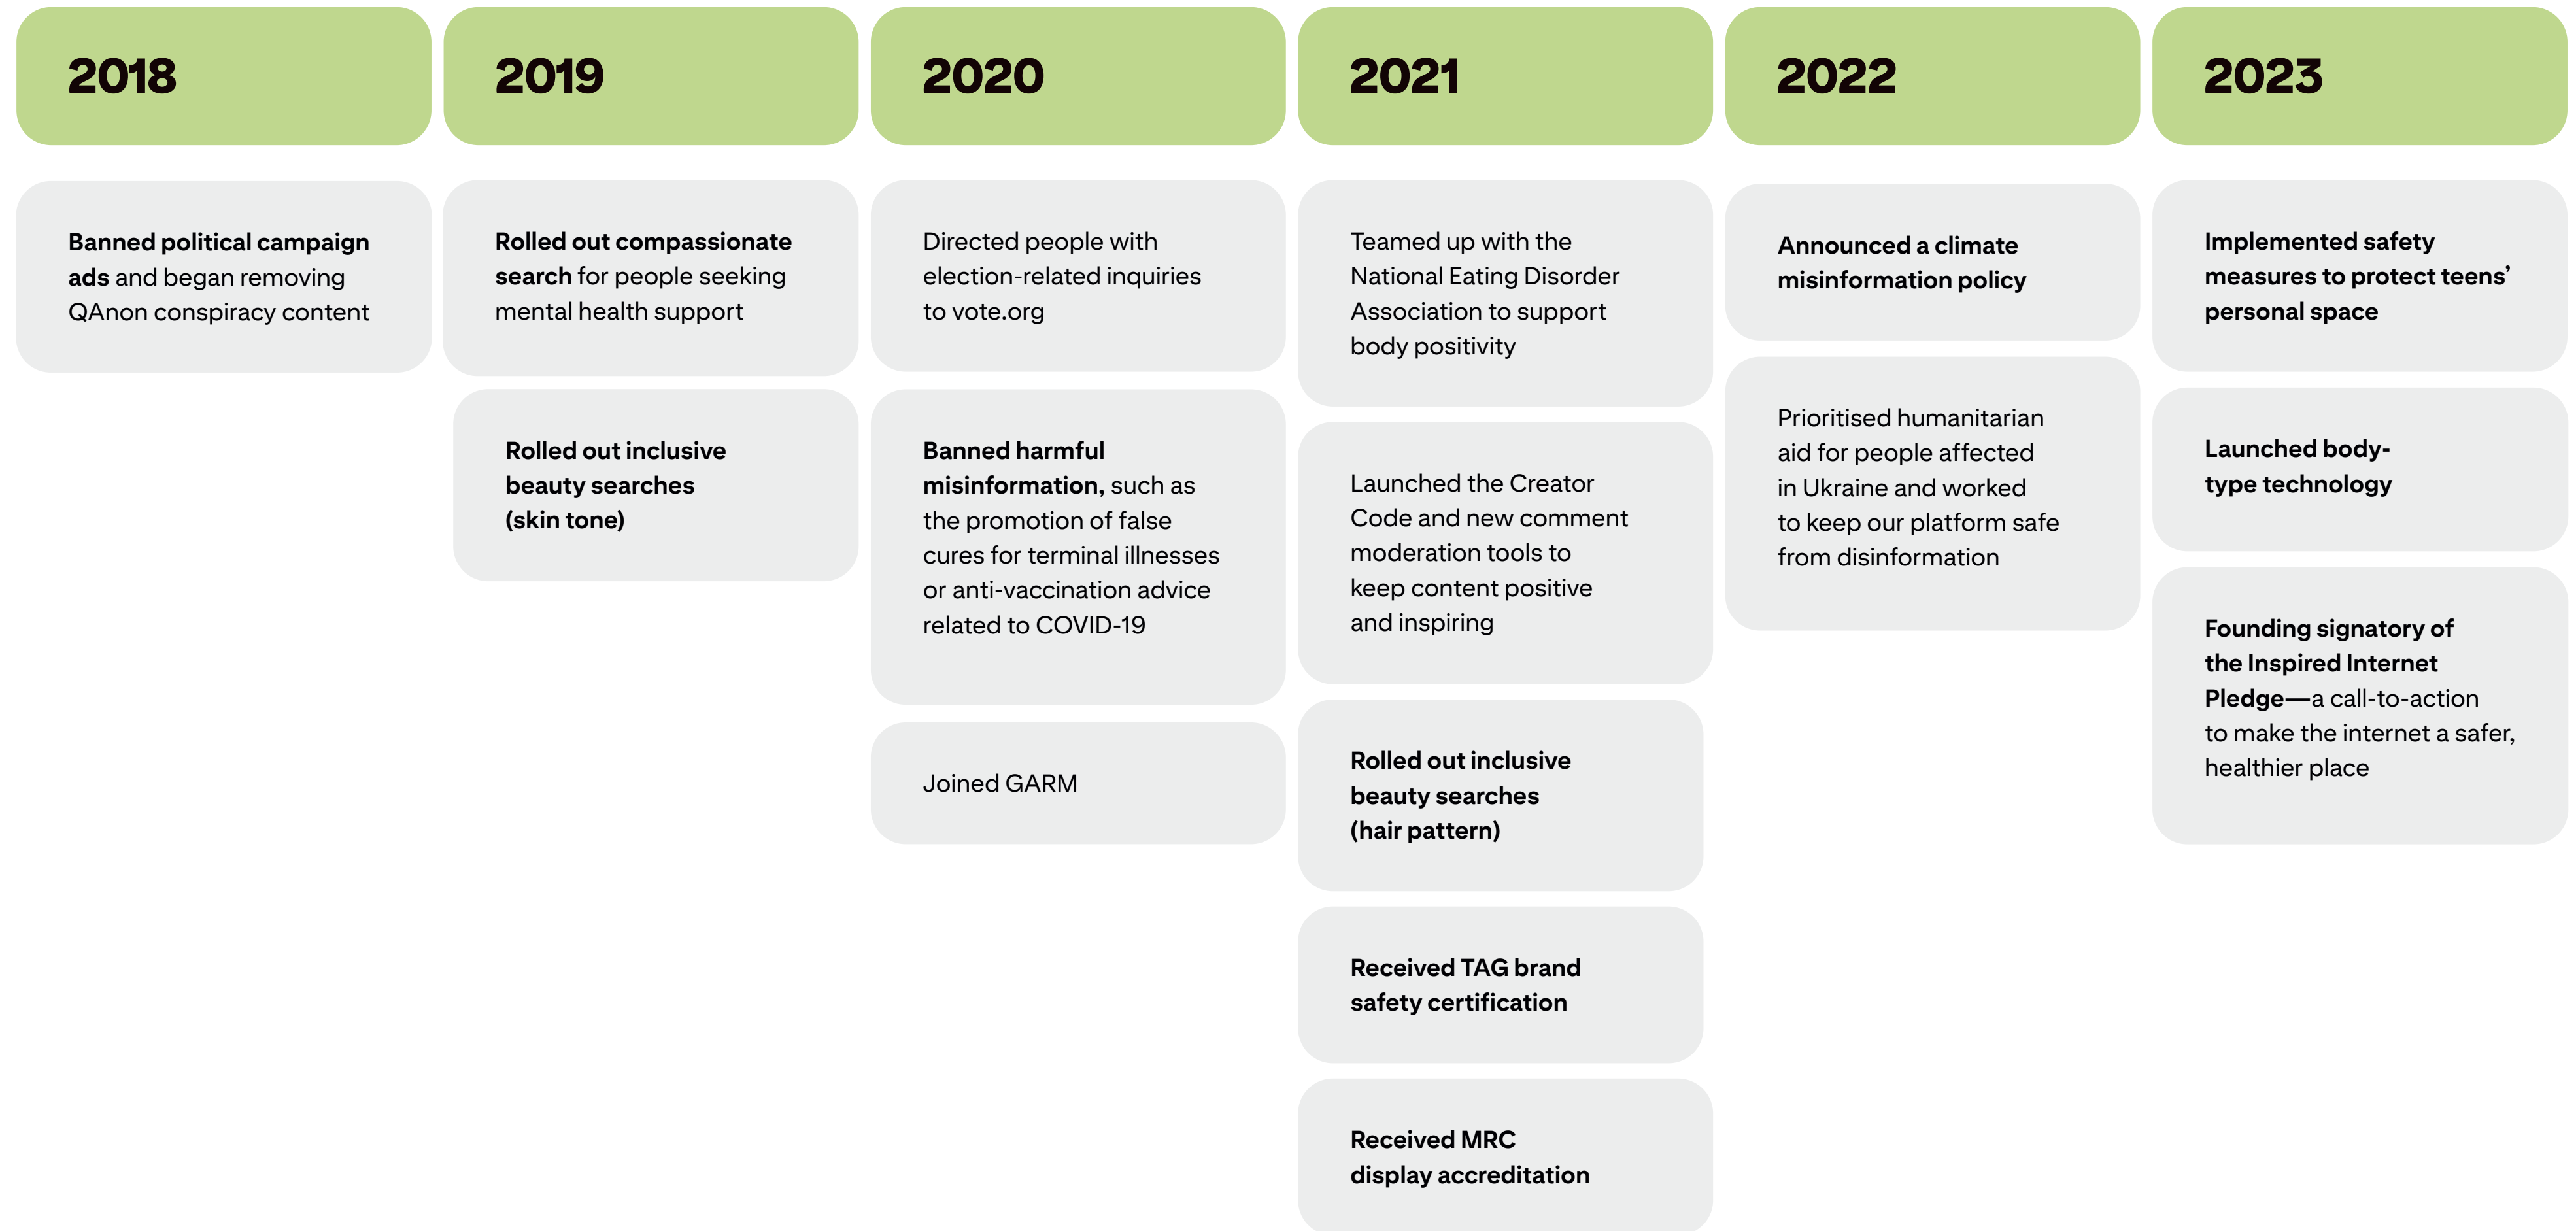 2018
Banned political campaign
ads and began removing
QAnon conspiracy content
2019
Rolled out compassionate
search for people seeking
mental health support
Rolled out inclusive
beauty searches
(skin tone)
2020
Directed people with
election-related inquiries
to vote.org
Banned harmful
misinformation, such as
the promotion of false
cures for terminal illnesses
or anti-vaccination advice
related to COVID-19
Joined GARM
2021
Teamed up with the
National Eating Disorder
Association to support
body positivity
Launched the Creator
Code and new comment
moderation tools to
keep content positive
and inspiring
Rolled out inclusive
beauty searches
(hair pattern)
Received TAG brand
safety certification
Received MRC
display accreditation
2022
Announced a climate
misinformation policy
Prioritised humanitarian
aid for people affected
in Ukraine and worked
to keep our platform safe
from disinformation
2023
Implemented safety
measures to protect teens’
personal space
Launched body-
type technology
Founding signatory of
the Inspired Internet
Pledge—a call-to-action
to make the internet a safer,
healthier place